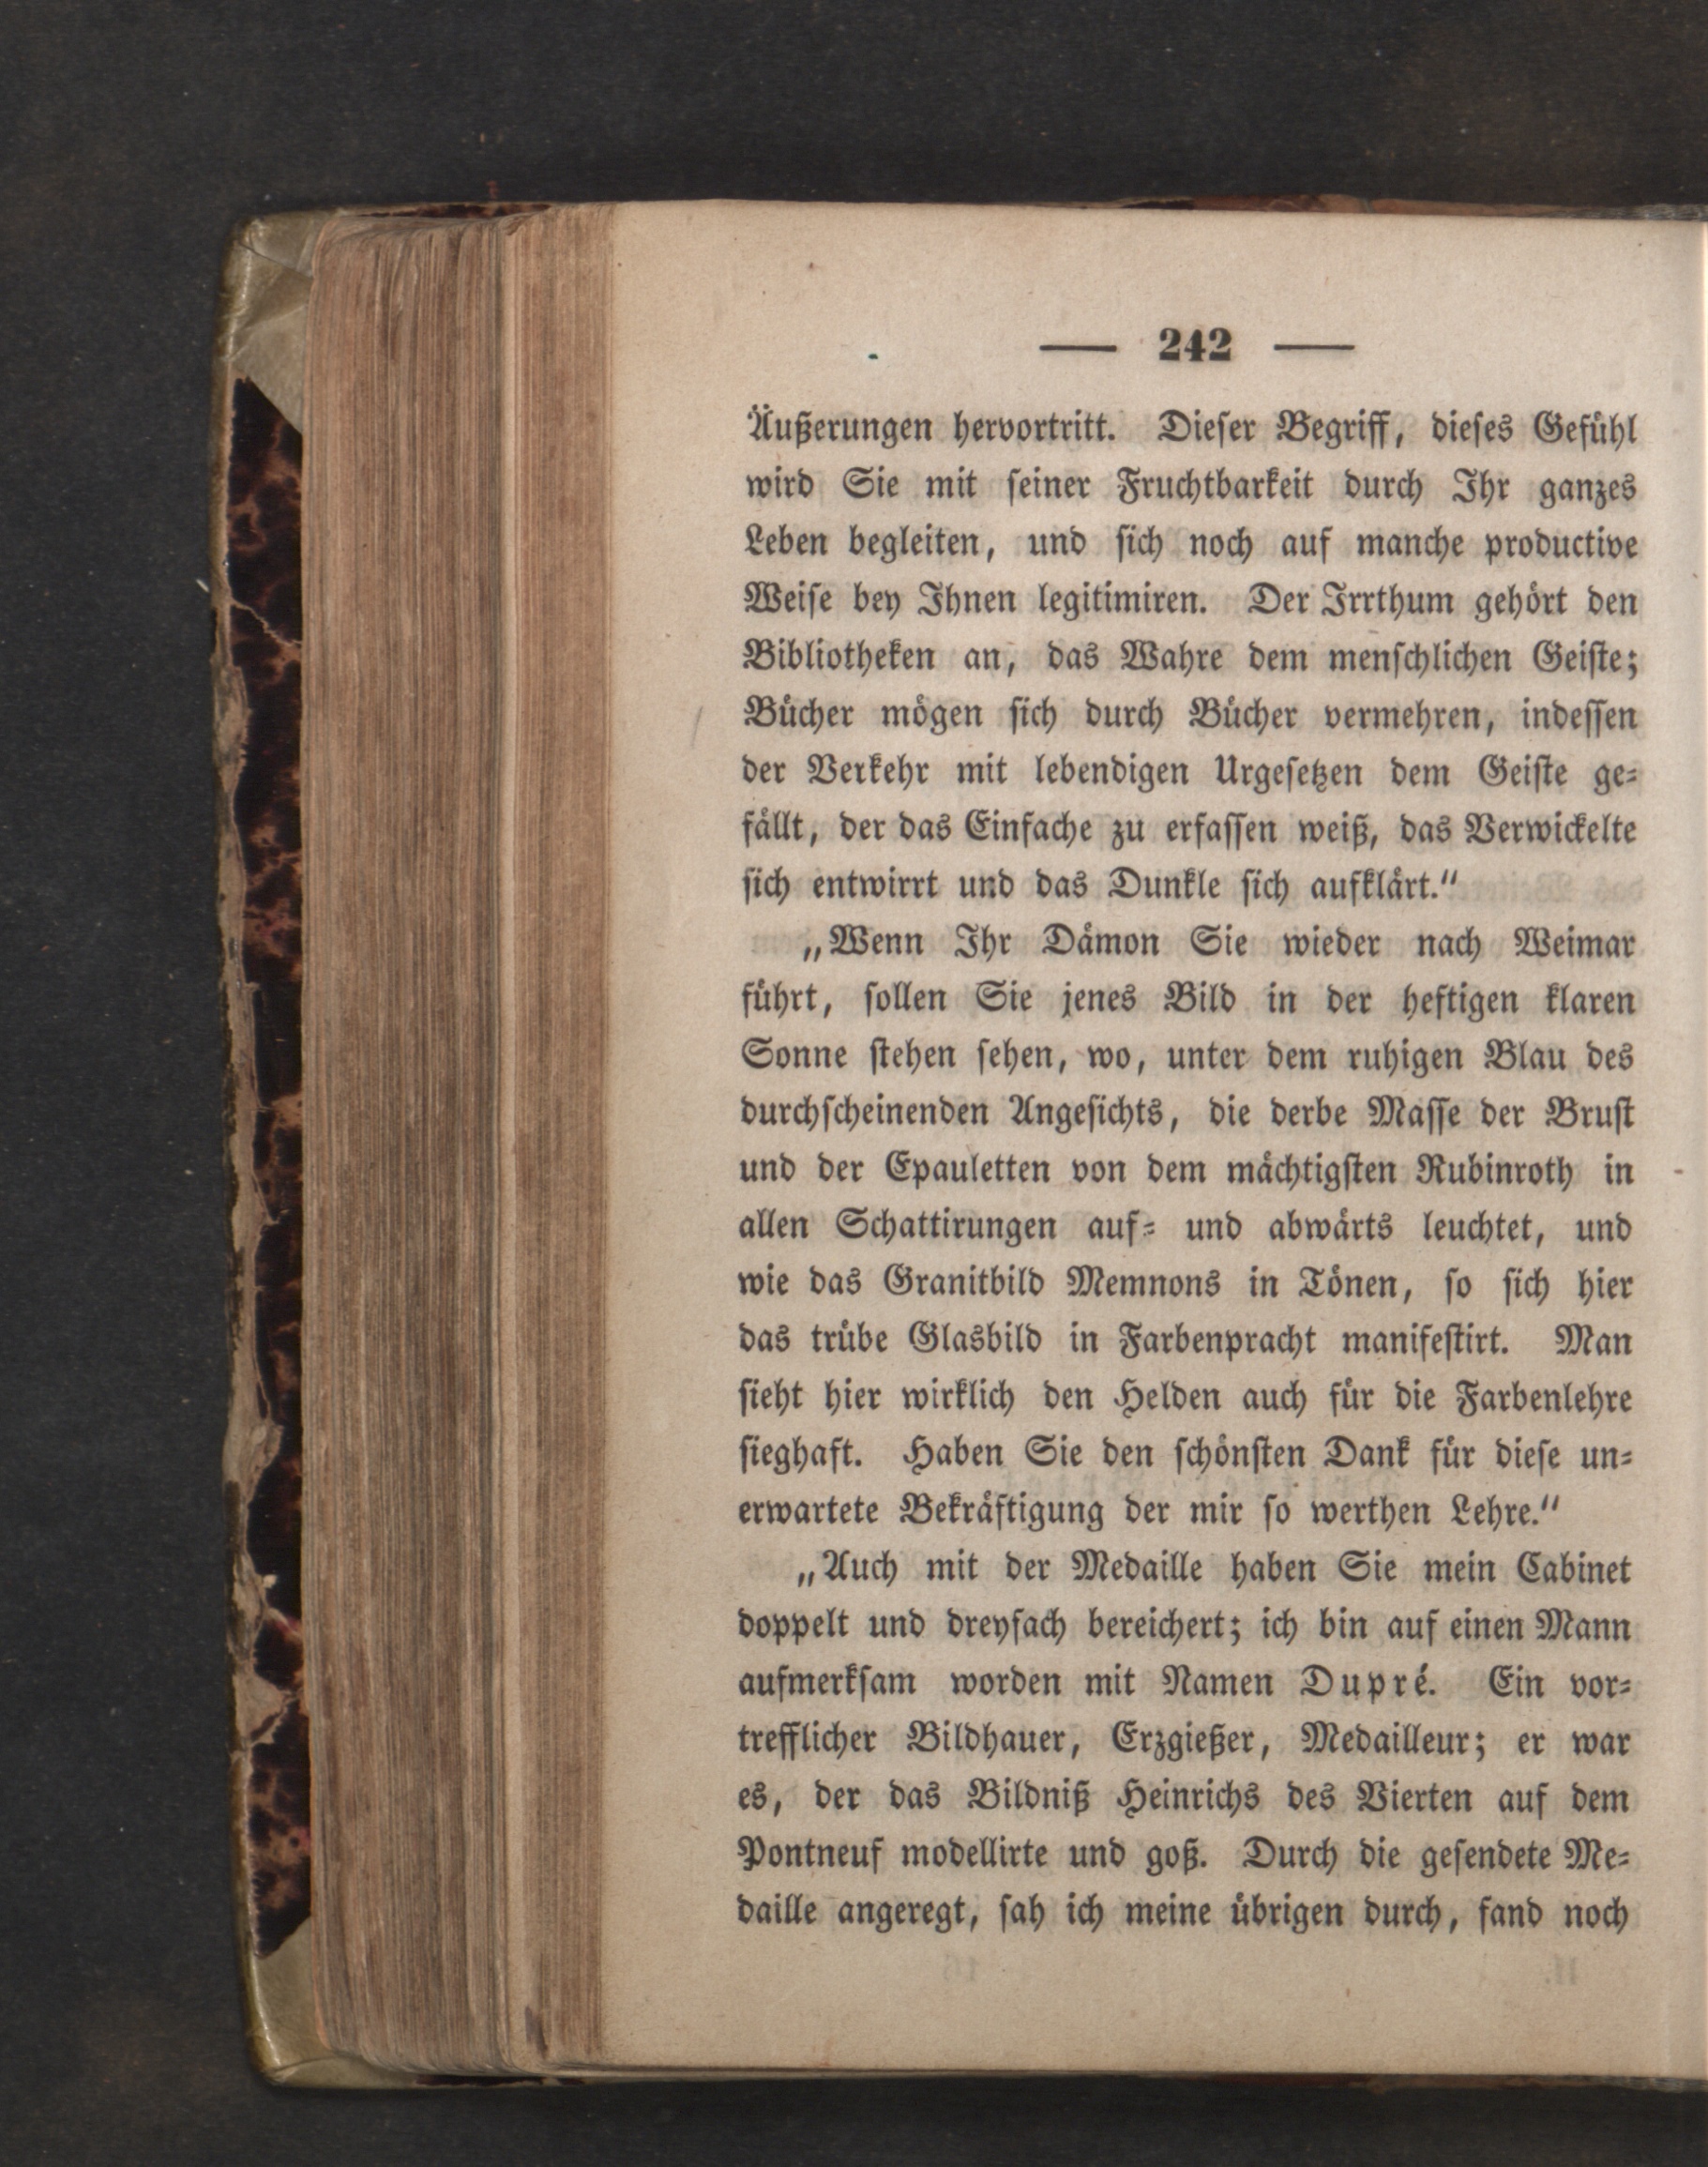 — 242 —
Äußerungen hervortritt. Dieſer Begriff, dieſes Gefühl
wird Sie mit ſeiner Fruchtbarkeit durch Ihr ganzes
Leben begleiten, und ſich noch auf manche productive
Weiſe bey Ihnen legitimiren. Der Irrthum gehört den
Bibliotheken an, das Wahre dem menſchlichen Geiſte;
Bücher mögen ſich durch Bücher vermehren, indeſſen
der Verkehr mit lebendigen Urgeſetzen dem Geiſte ge⸗
fällt, der das Einfache zu erfaſſen weiß, das Verwickelte
ſich entwirrt und das Dunkle ſich aufklärt.“
„Wenn Ihr Dämon Sie wieder nach Weimar
führt, ſollen Sie jenes Bild in der heftigen klaren
Sonne ſtehen ſehen, wo, unter dem ruhigen Blau des
durchſcheinenden Angeſichts, die derbe Maſſe der Bruſt
und der Epauletten von dem mächtigſten Rubinroth in
allen Schattirungen auf⸗ und abwärts leuchtet, und
wie das Granitbild Memnons in Tönen, ſo ſich hier
das trübe Glasbild in Farbenpracht manifeſtirt. Man
ſieht hier wirklich den Helden auch für die Farbenlehre
ſieghaft. Haben Sie den ſchönſten Dank für dieſe un⸗
erwartete Bekräftigung der mir ſo werthen Lehre.“
„Auch mit der Medaille haben Sie mein Cabinet
doppelt und dreyfach bereichert; ich bin auf einen Mann
aufmerkſam worden mit Namen Dupré. Ein vor⸗
trefflicher Bildhauer, Erzgießer, Medailleur; er war
es, der das Bildniß Heinrichs des Vierten auf dem
Pontneuf modellirte und goß. Durch die geſendete Me⸗
daille angeregt, ſah ich meine übrigen durch, fand noch